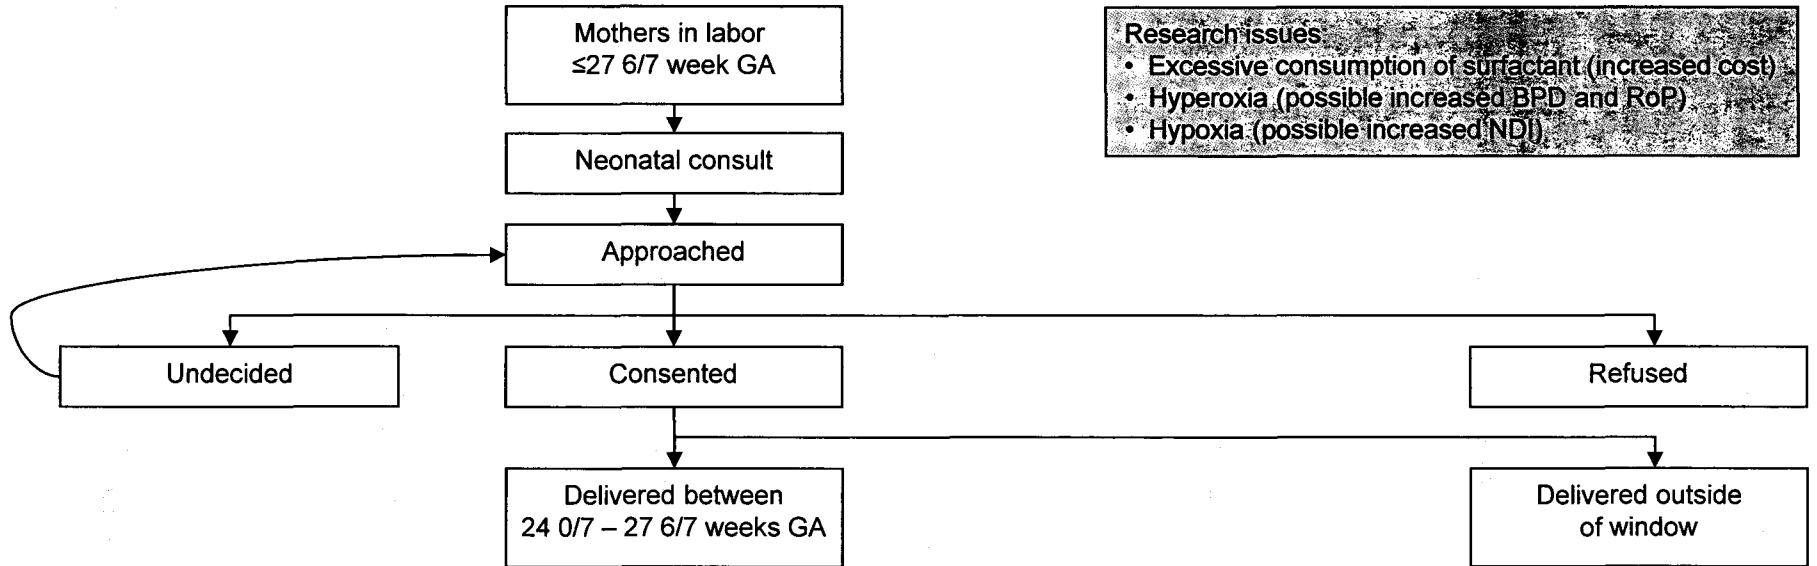 Mothers in labor
≤27 6/7 week GA
Research issues:
• Excessive consumption of surfactant (increased cost)
• Hyperoxia (possible increased BPD and RoP)
• Hypoxia (possible increased NDI)
Neonatal consult
Approached
Undecided
Consented
Refused
Delivered between
24 0/7 – 27 6/7 weeks GA
Delivered outside
of window